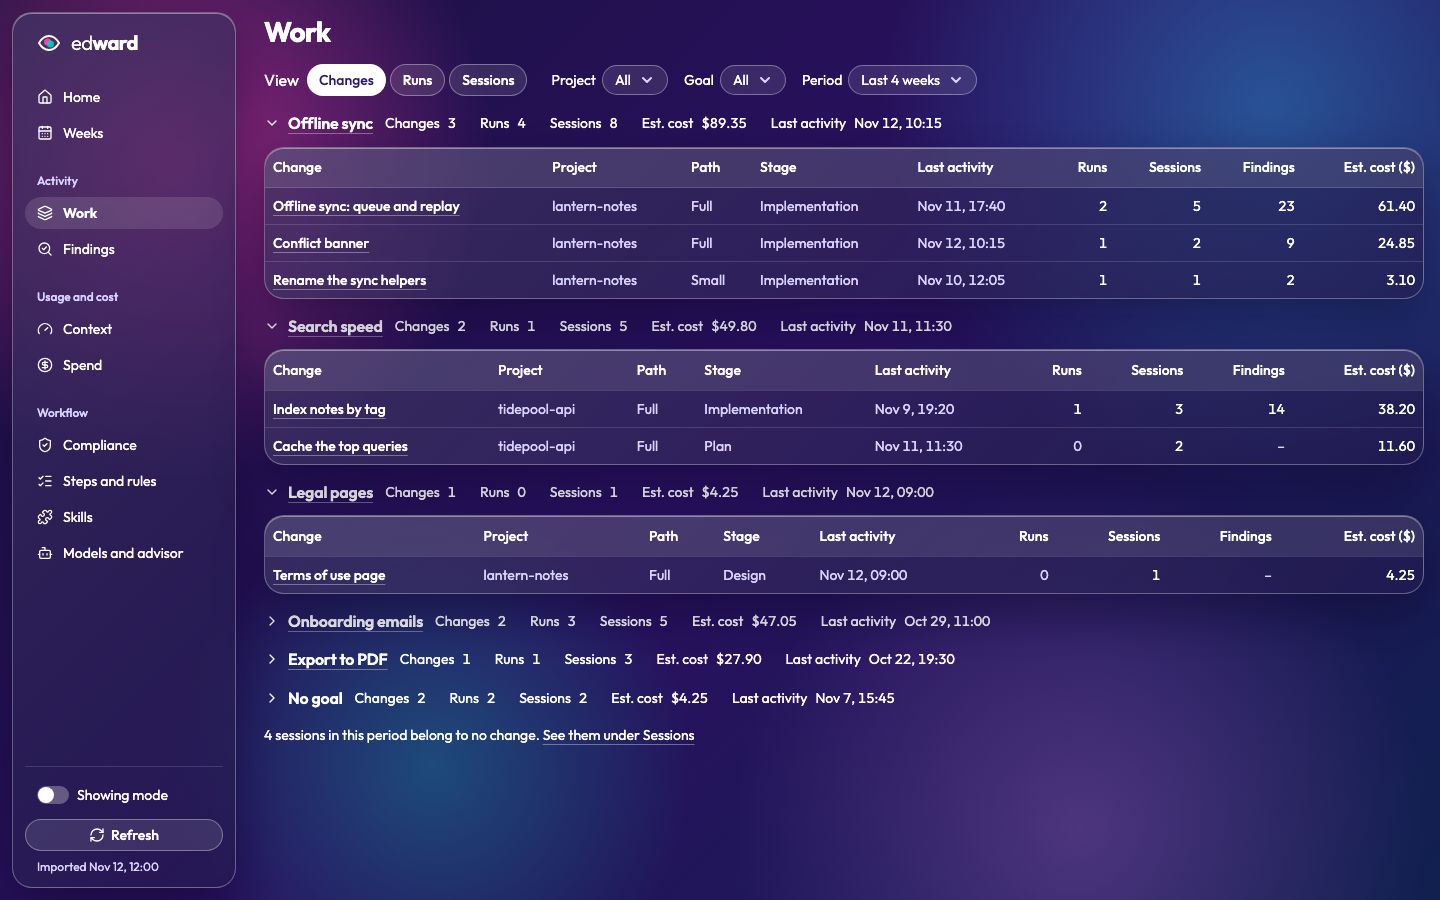 edward
Home
Weeks
Activity
Work
Findings
Usage and cost
Context
Spend
Workflow
Compliance
Steps and rules
Skills
Models and advisor
Showing mode
Refresh
Imported Nov 12, 12:00
Work
View Changes Runs Sessions Project All Goal All Period Last 4 weeks
Offline sync Changes 3 Runs 4 Sessions 8 Est. cost $89.35 Last activity Nov 12, 10:15
Change Project Path Stage Last activity Runs Sessions Findings Est. cost ($)
Offline sync: queue and replay lantern-notes Full Implementation Nov 11, 17:40 2 5 23 61.40
Conflict banner lantern-notes Full Implementation Nov 12, 10:15 1 2 9 24.85
Rename the sync helpers lantern-notes Small Implementation Nov 10, 12:05 1 1 2 3.10
Search speed Changes 2 Runs 1 Sessions 5 Est. cost $49.80 Last activity Nov 11, 11:30
Change Project Path Stage Last activity Runs Sessions Findings Est. cost ($)
Index notes by tag tidepool-api Full Implementation Nov 9, 19:20 1 3 14 38.20
Cache the top queries tidepool-api Full Plan Nov 11, 11:30 0 2 – 11.60
Legal pages Changes 1 Runs 0 Sessions 1 Est. cost $4.25 Last activity Nov 12, 09:00
Change Project Path Stage Last activity Runs Sessions Findings Est. cost ($)
Terms of use page lantern-notes Full Design Nov 12, 09:00 0 1 – 4.25
Onboarding emails Changes 2 Runs 3 Sessions 5 Est. cost $47.05 Last activity Oct 29, 11:00
Export to PDF Changes 1 Runs 1 Sessions 3 Est. cost $27.90 Last activity Oct 22, 19:30
No goal Changes 2 Runs 2 Sessions 2 Est. cost $4.25 Last activity Nov 7, 15:45
4 sessions in this period belong to no change. See them under Sessions